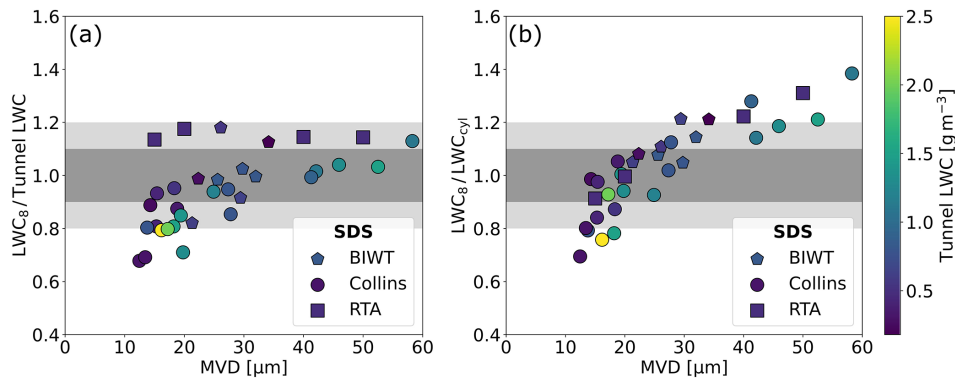 (a)
LWC₈ / Tunnel LWC
1.6
1.4
1.2
1.0
0.8
0.6
0.4
0 10 20 30 40 50 60
MVD [µm]
SDS
BIWT
Collins
RTA
(b)
LWC₈ / LWC_cyl
1.6
1.4
1.2
1.0
0.8
0.6
0.4
0 10 20 30 40 50 60
MVD [µm]
SDS
BIWT
Collins
RTA
2.5
2.0
1.5
1.0
0.5
Tunnel LWC [g m⁻³]